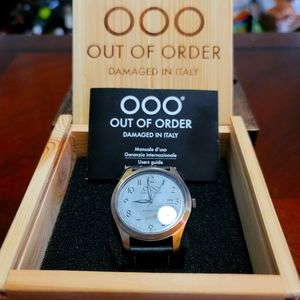 OOO
OUT OF ORDER
DAMAGED IN ITALY
OOO®
OUT OF ORDER
DAMAGED IN ITALY
Manuale d'uso
Garanzia internazionale
Users guide